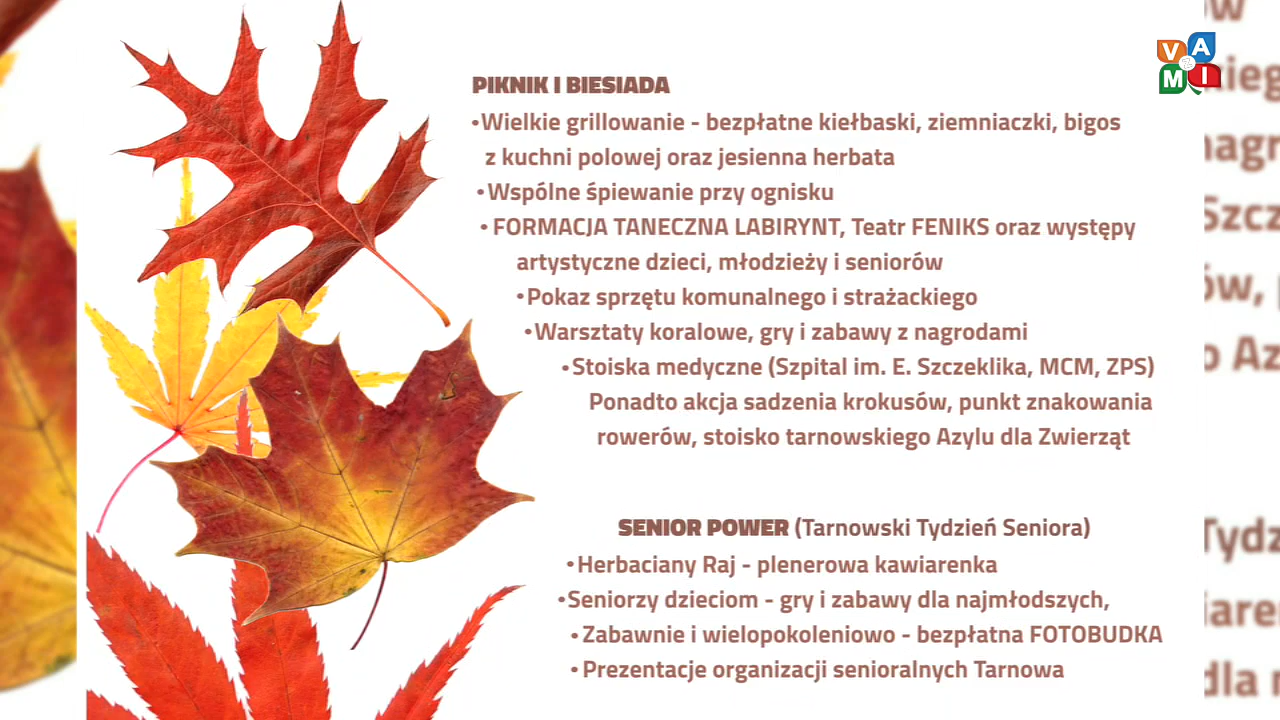 PIKNIK I BIESIADA
•Wielkie grillowanie - bezpłatne kiełbaski, ziemniaczki, bigos
z kuchni polowej oraz jesienna herbata
•Wspólne śpiewanie przy ognisku
•FORMACJA TANECZNA LABIRYNT, Teatr FENIKS oraz występy
artystyczne dzieci, młodzieży i seniorów
•Pokaz sprzętu komunalnego i strażackiego
•Warsztaty koralowe, gry i zabawy z nagrodami
•Stoiska medyczne (Szpital im. E. Szczeklika, MCM, ZPS)
Ponadto akcja sadzenia krokusów, punkt znakowania
rowerów, stoisko tarnowskiego Azylu dla Zwierząt
SENIOR POWER (Tarnowski Tydzień Seniora)
•Herbaciany Raj - plenerowa kawiarenka
•Seniorzy dzieciom - gry i zabawy dla najmłodszych,
•Zabawnie i wielopokoleniowo - bezpłatna FOTOBUDKA
•Prezentacje organizacji senioralnych Tarnowa
VA
MI